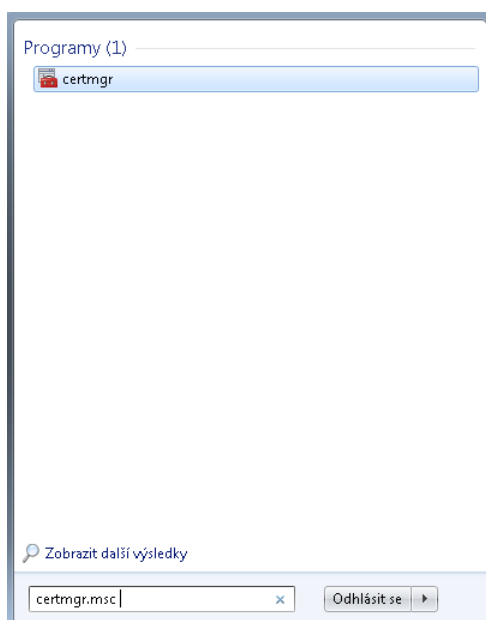 Programy (1)
certmgr
Zobrazit další výsledky
certmgr.msc
Odhlásit se